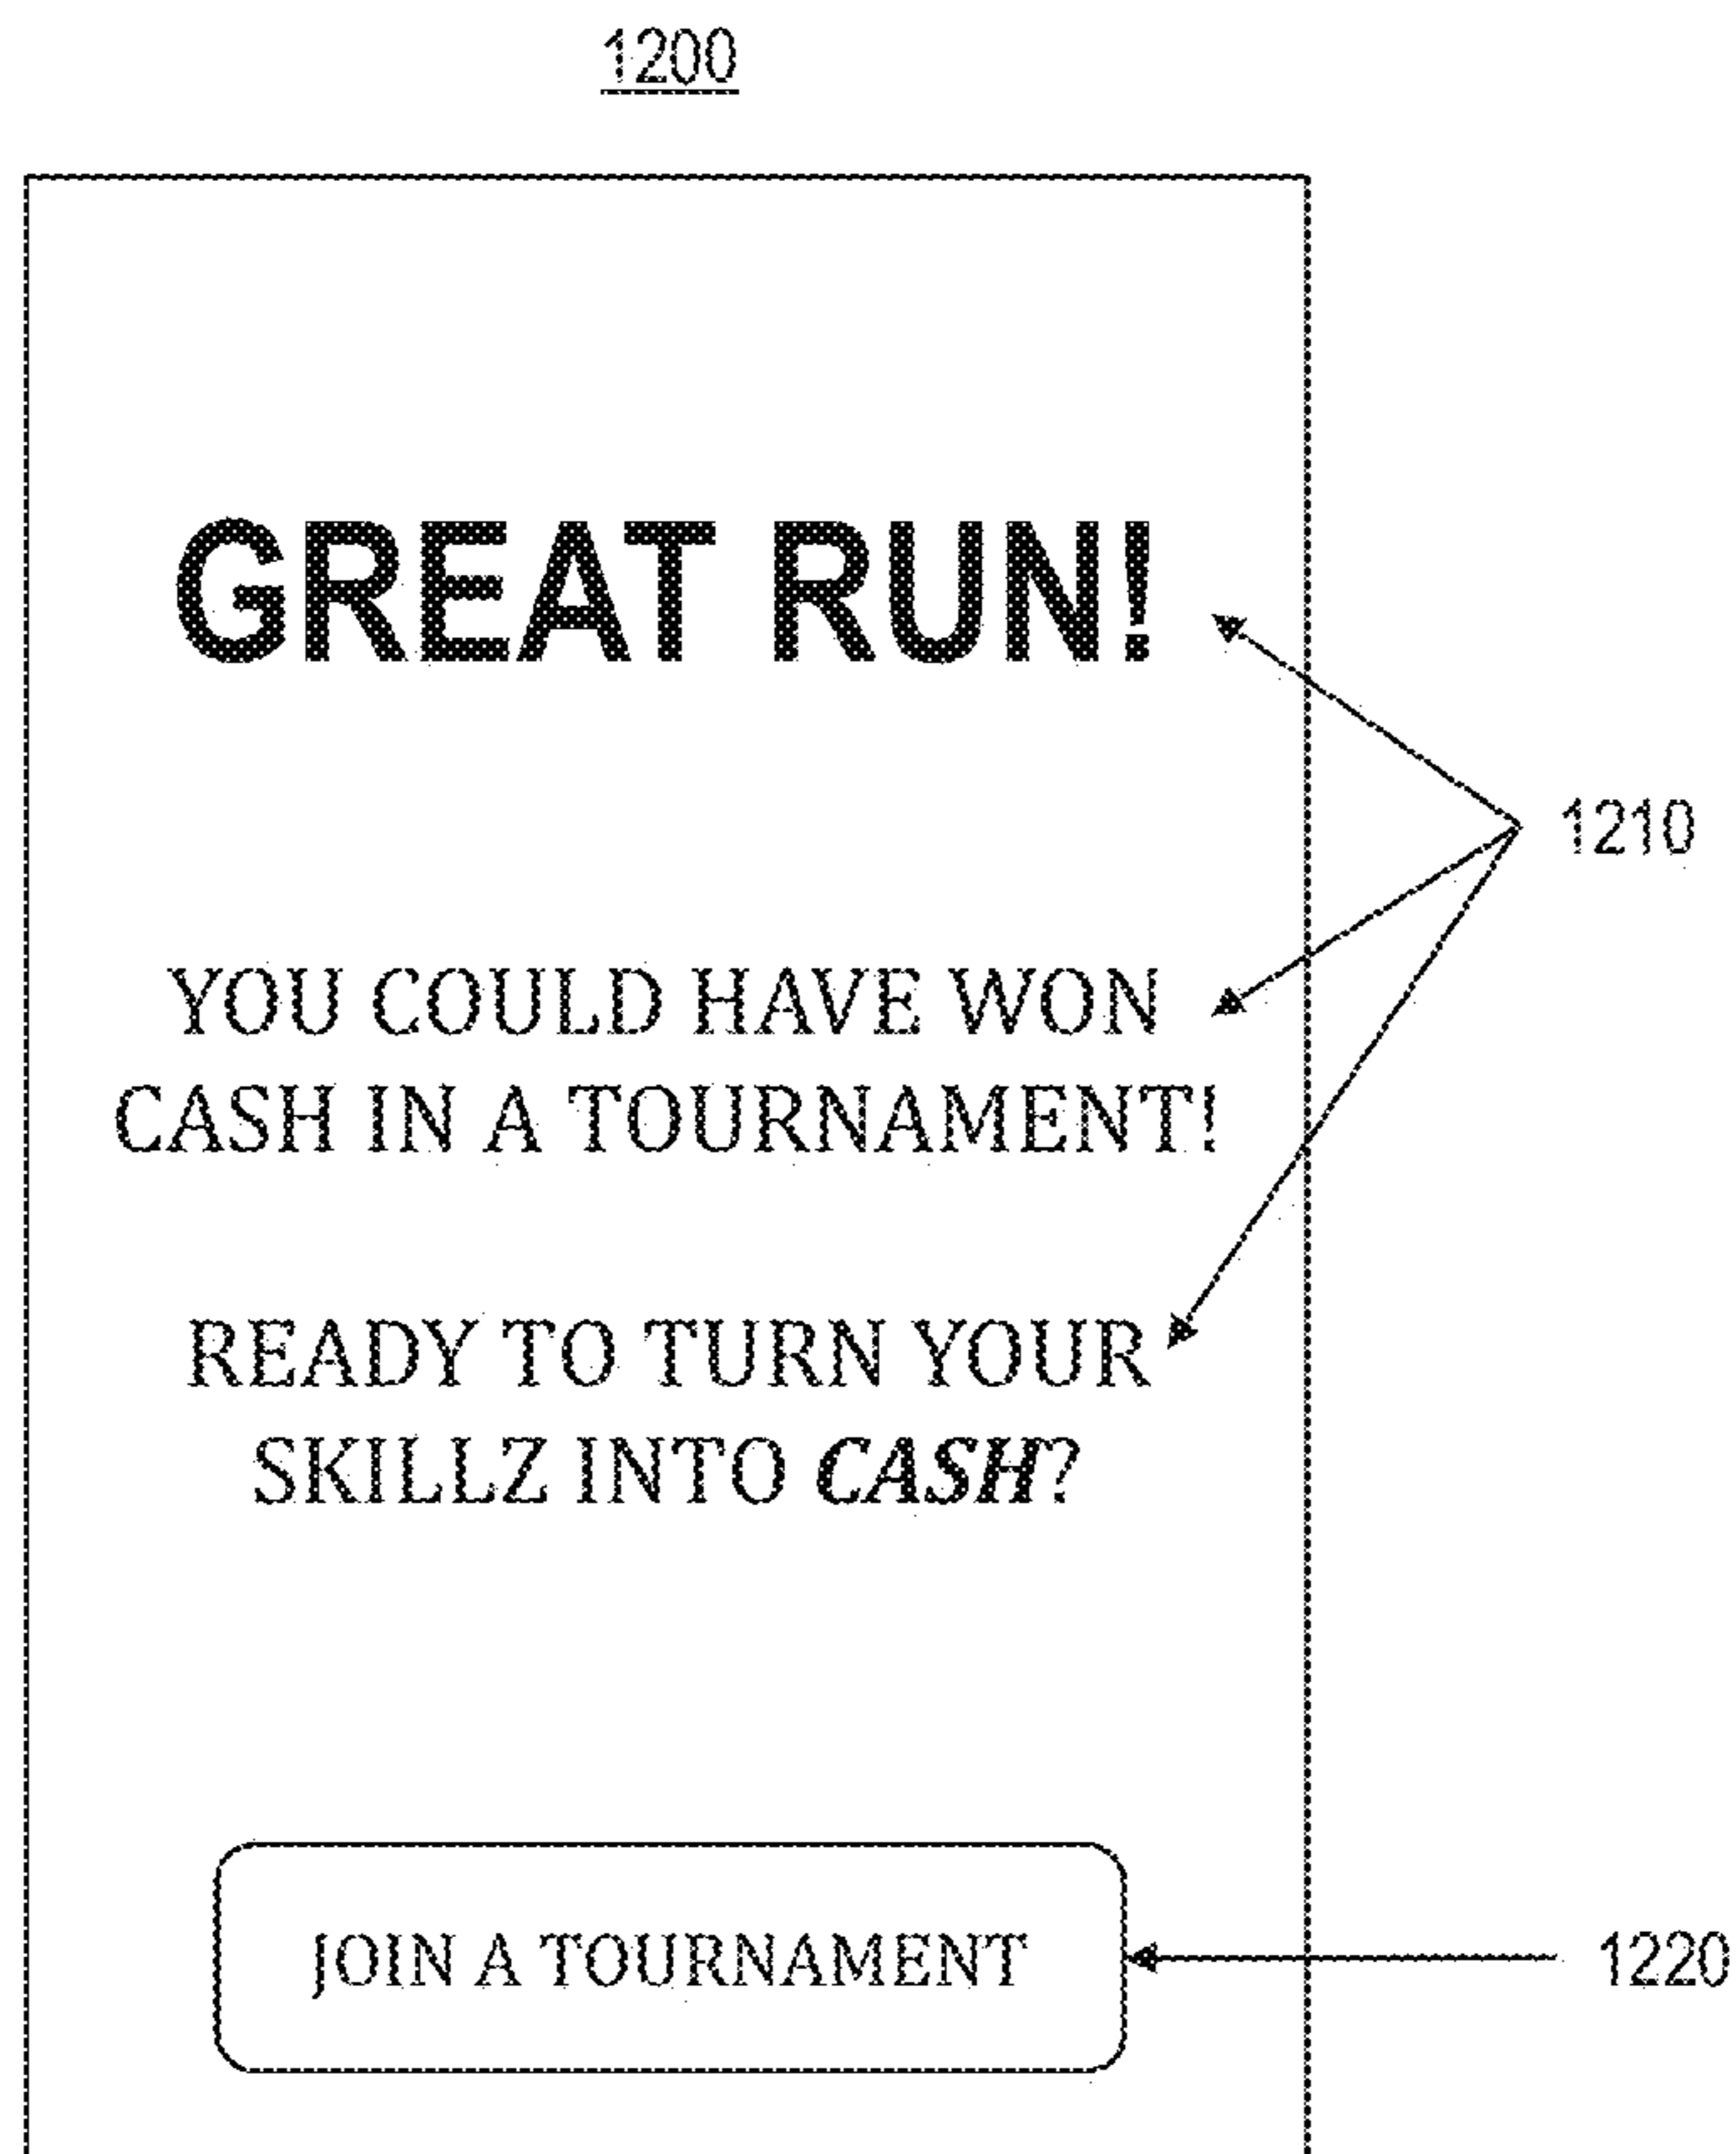 1200
GREAT RUN!
1210
YOU COULD HAVE WON
CASH IN A TOURNAMENT!
READY TO TURN YOUR
SKILLZ INTO CASH?
JOIN A TOURNAMENT
1220